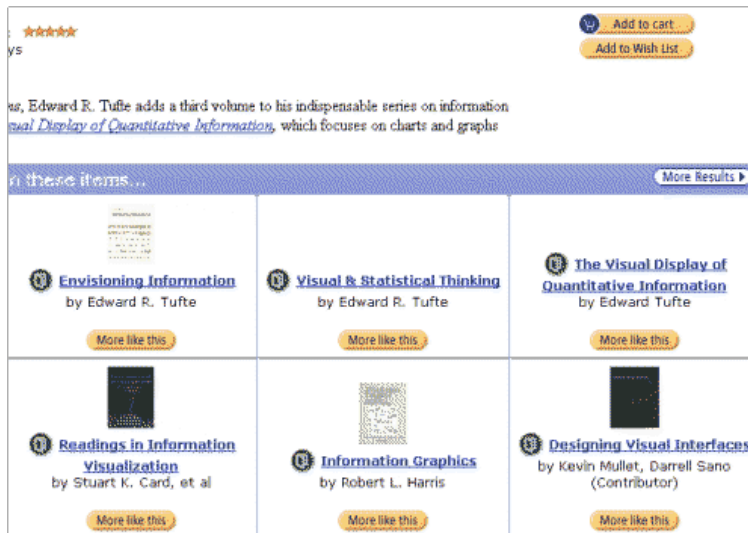 Add to cart
ys
Add to Wish List
us, Edward R. Tufte adds a third volume to his indispensable series on information
sual Display of Quantitative Information, which focuses on charts and graphs
n these items...
More Results
Envisioning Information
by Edward R. Tufte
More like this
Visual & Statistical Thinking
by Edward R. Tufte
More like this
The Visual Display of
Quantitative Information
by Edward Tufte
More like this
Readings in Information
Visualization
by Stuart K. Card, et al
More like this
Information Graphics
by Robert L. Harris
More like this
Designing Visual Interfaces
by Kevin Mullet, Darrell Sano
(Contributor)
More like this